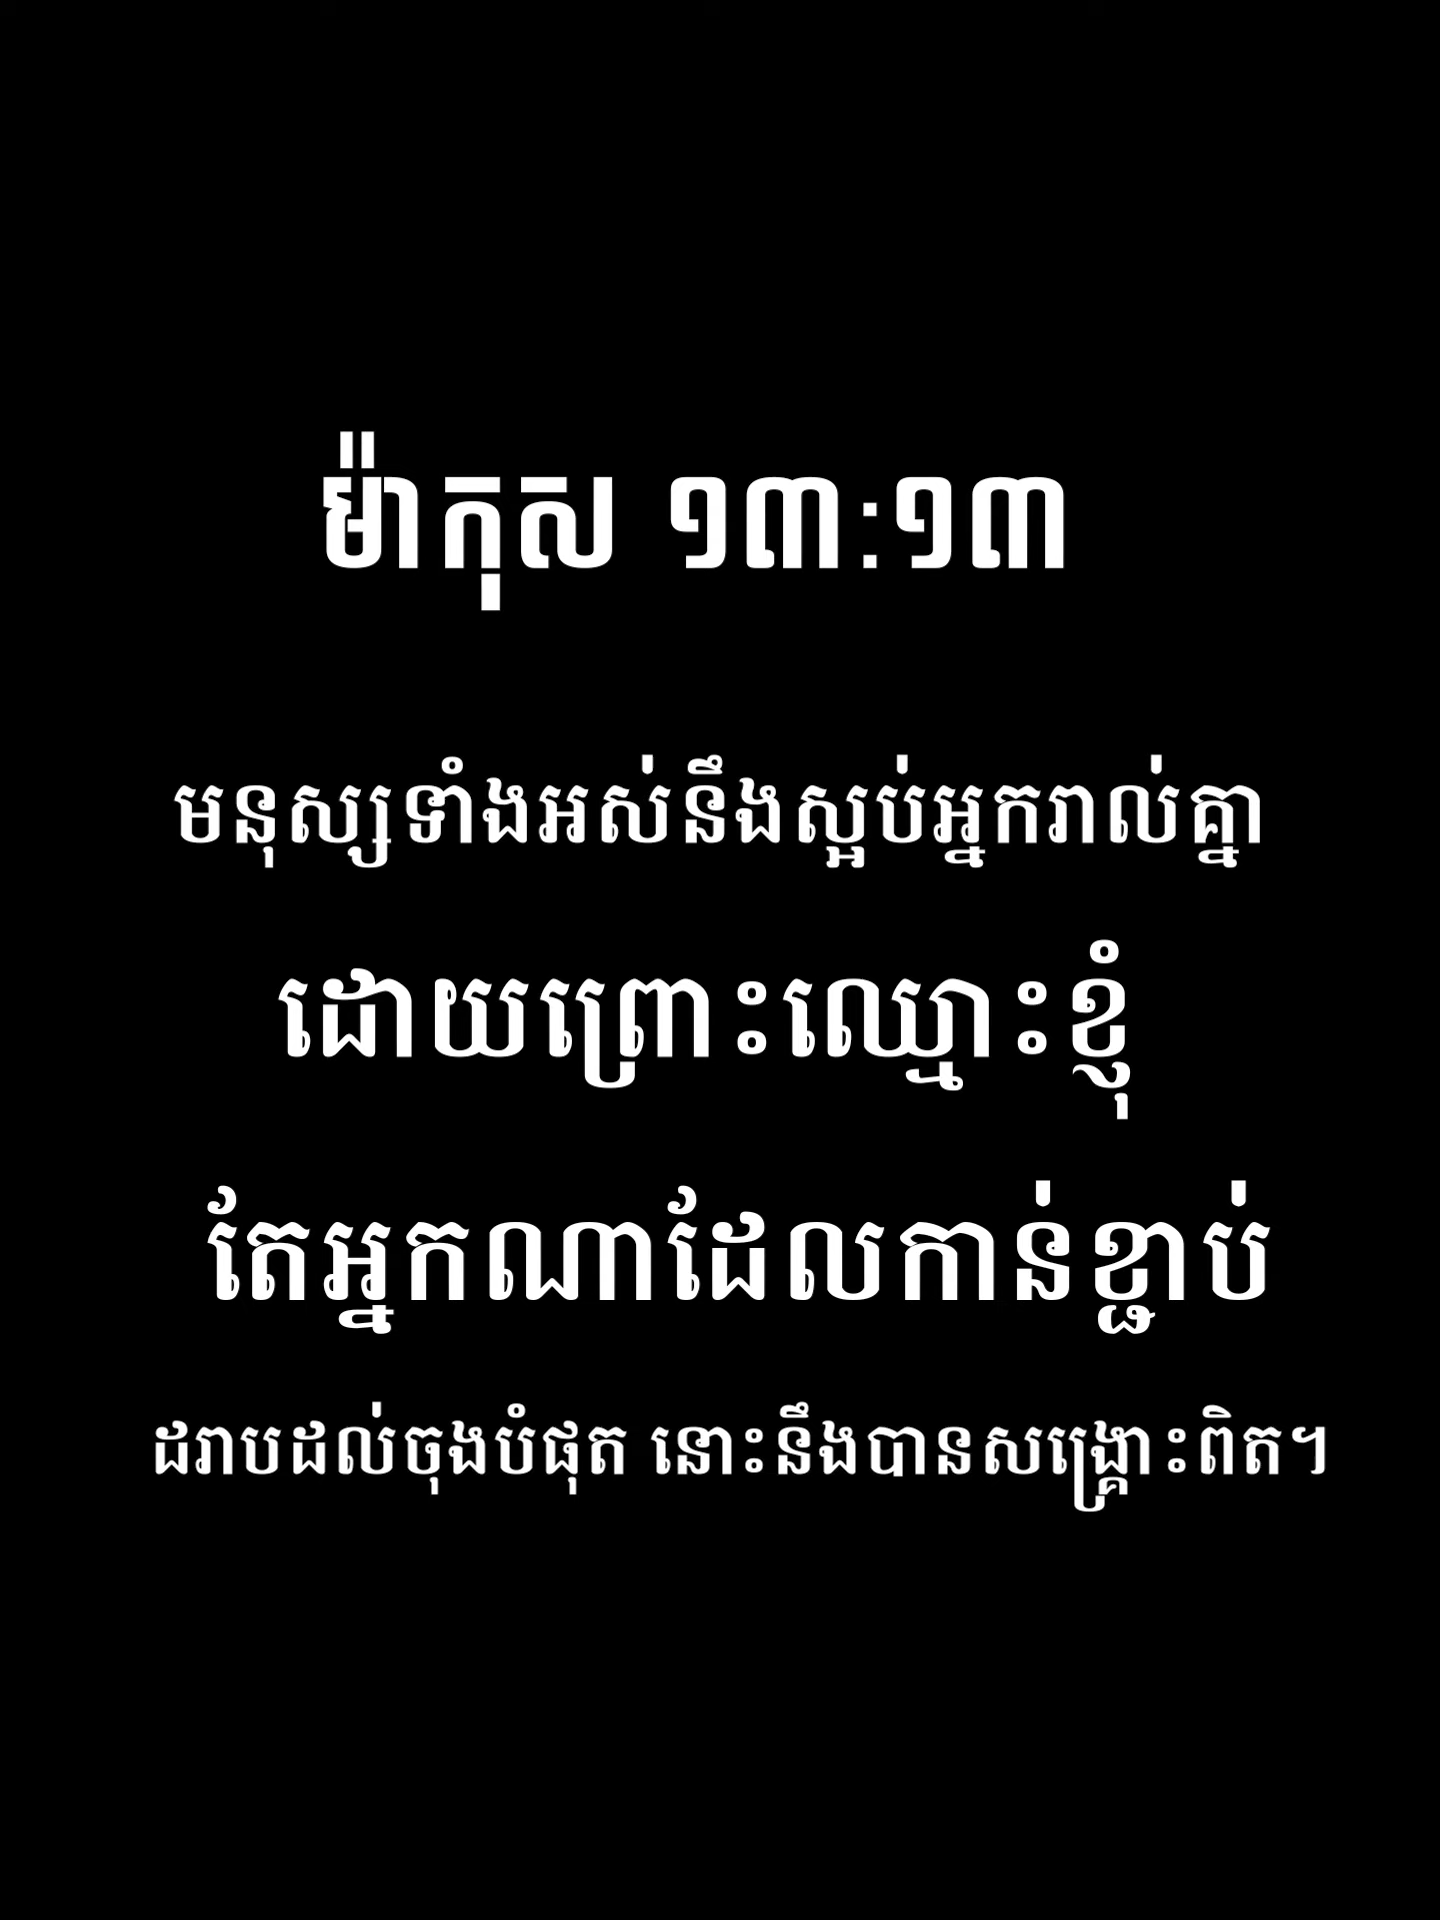 ម៉ាកុស ១៣:១៣
មនុស្សទាំងអស់នឹងស្អប់អ្នករាល់គ្នា
ដោយព្រោះឈ្មោះខ្ញុំ
តែអ្នកណាដែលកាន់ខ្ជាប់
ដរាបដល់ចុងបំផុត នោះនឹងបានសង្គ្រោះពិត។